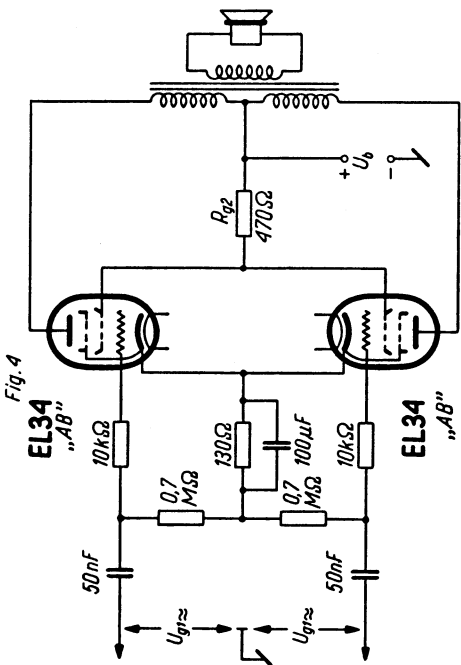 Fig. 4
EL34
„AB”
10kΩ
50nF
Ug1≈
0,7
MΩ
130Ω
100µF
Rg2
470Ω
+
Ub
−
0,7
MΩ
Ug1≈
50nF
10kΩ
EL34
„AB”